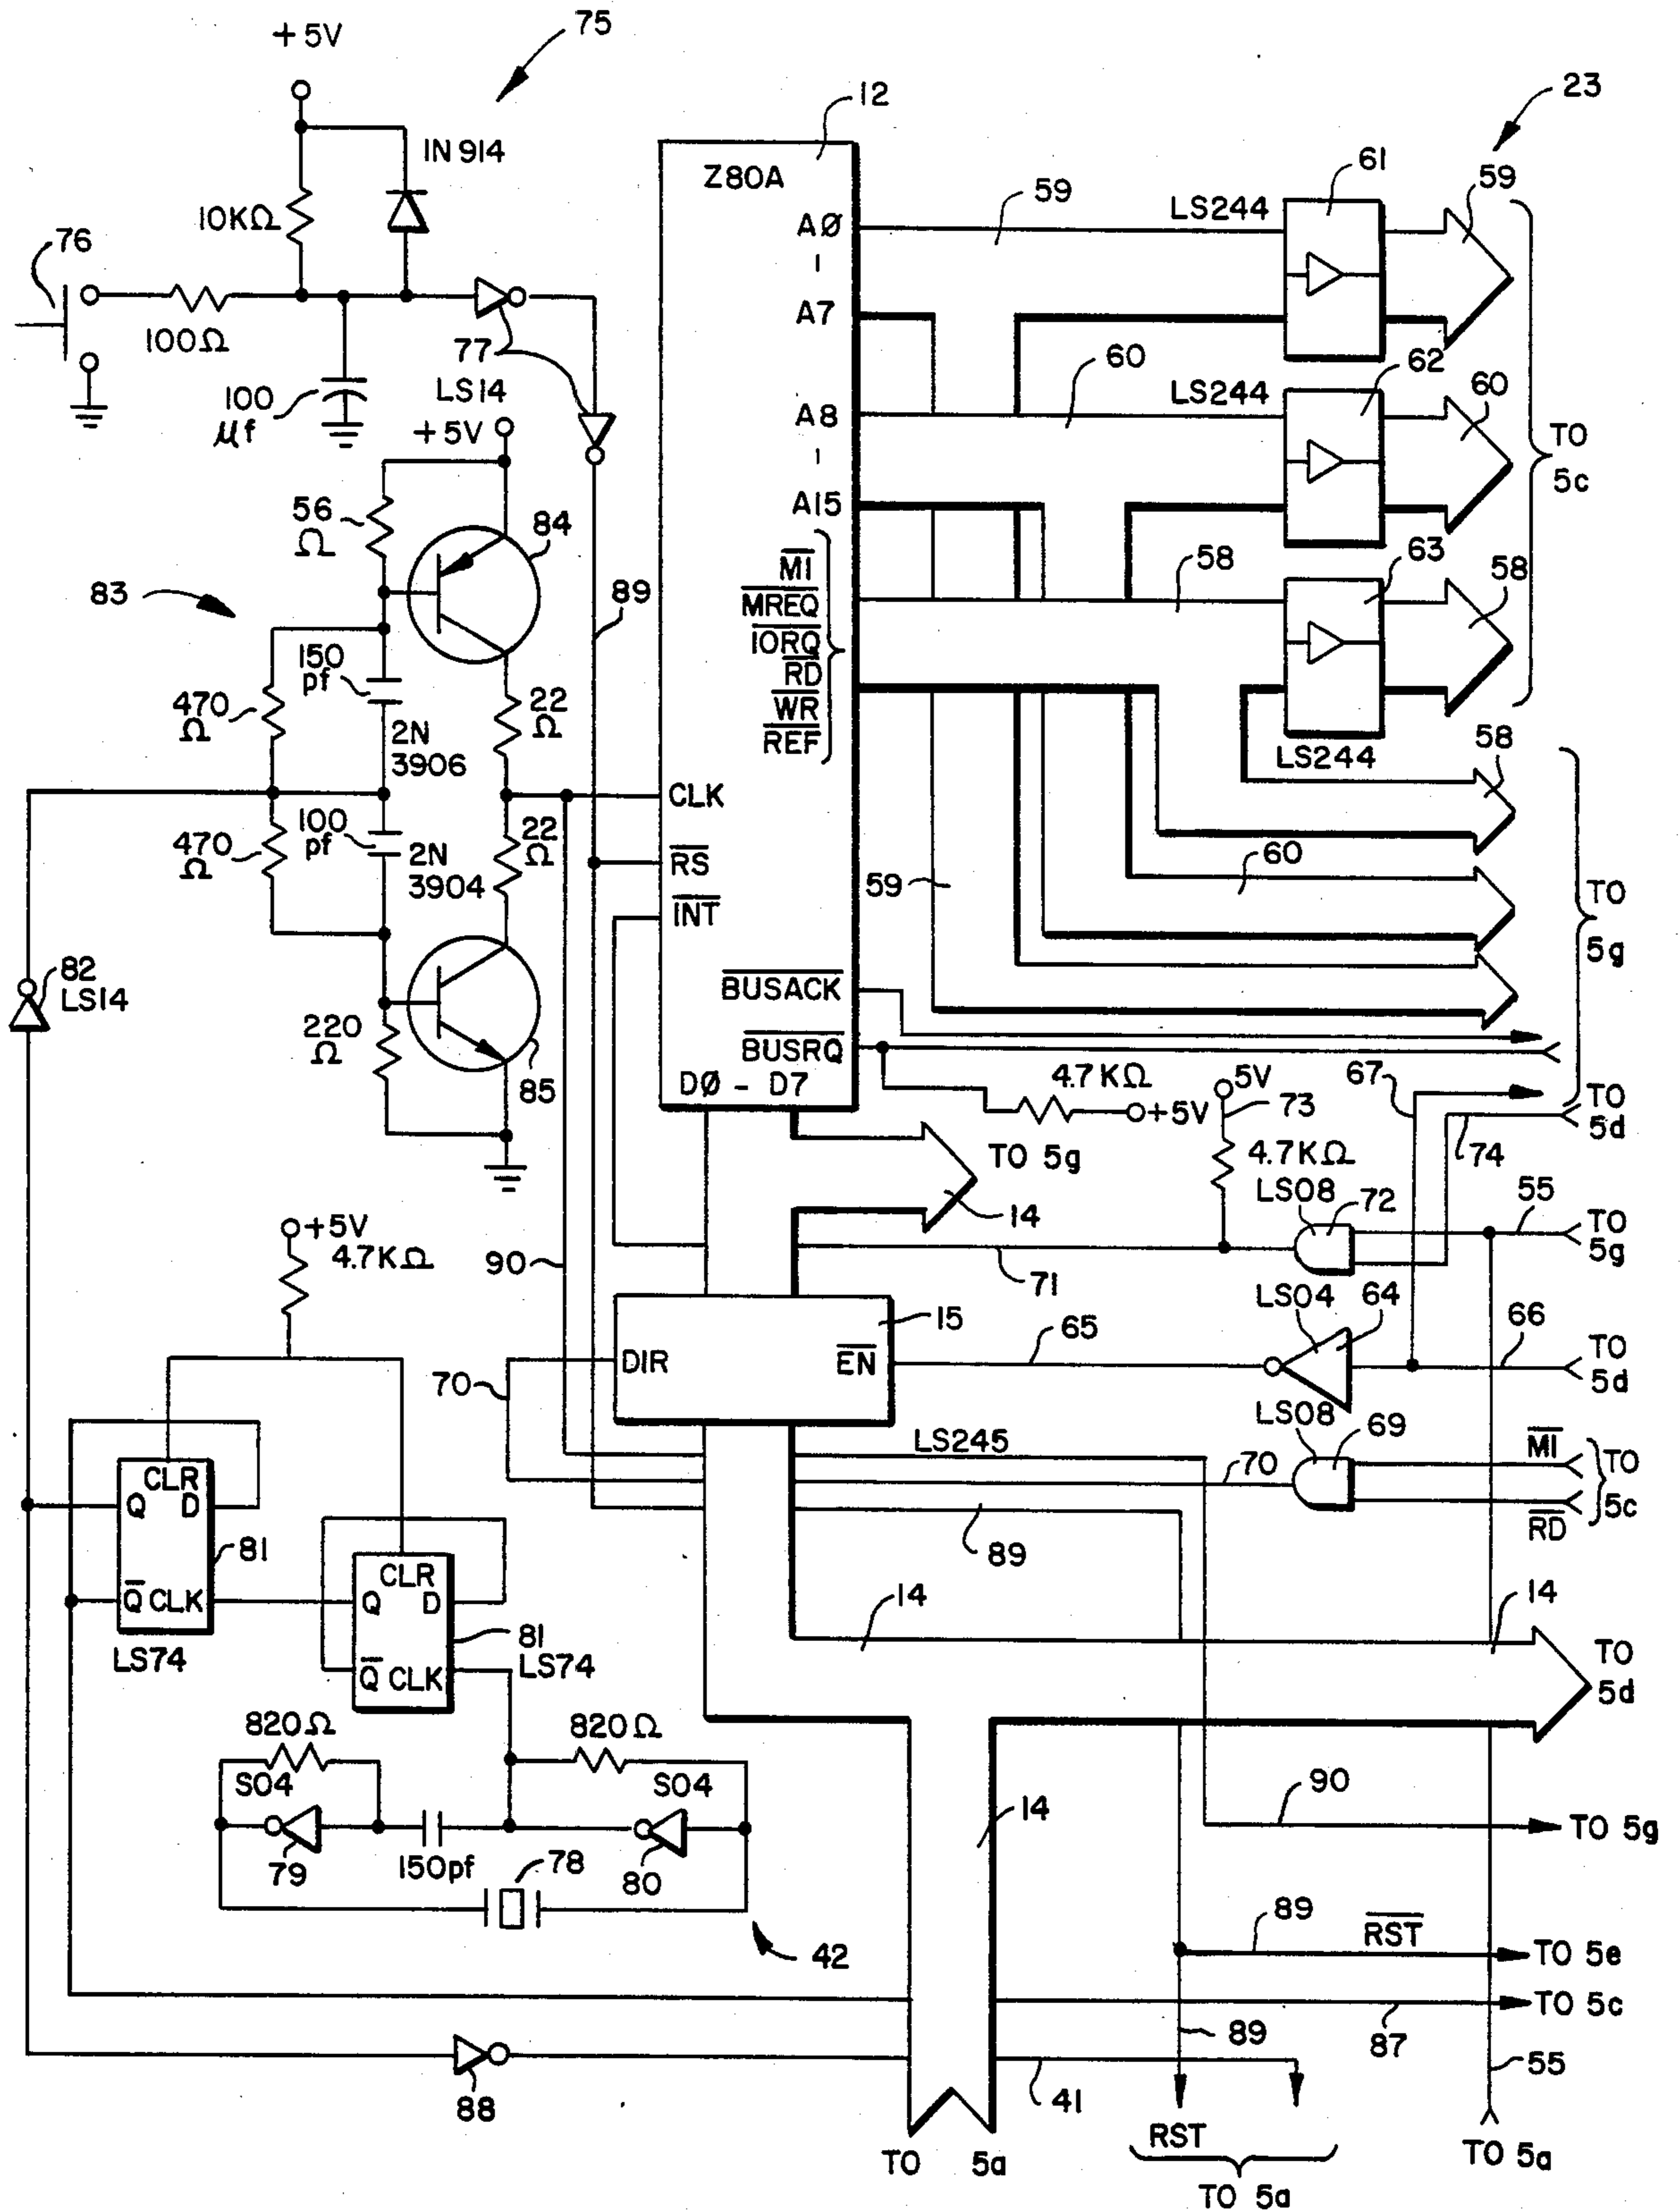 +5V
75
12
23
IN 914
Z80A
61
59
10KΩ
59
LS244
AØ
76
A7
100Ω
77
60
62
LS244
60
100
μf
LS14
A8
+5V
TO
5c
A15
56
Ω
84
MI
58
63
58
83
89
MREQ
IORQ
150
pf
RD
470
Ω
22
Ω
WR
REF
2N
3906
LS244
58
CLK
470
Ω
100
pf
22
Ω
60
2N
3904
RS
59
TO
5g
INT
82
LS14
BUSACK
220
Ω
BUSRQ
85
DØ - D7
4.7 KΩ
5V
67
TO
5d
+5V
73
74
TO 5g
4.7KΩ
LS08
72
55
TO
5g
14
+5V
4.7KΩ
90
71
LS04
64
15
65
66
TO
5d
DIR
EN
70
LS08
69
LS245
MI
TO
5c
CLR
Q
D
70
RD
81
89
CLR
Q
D
Q CLK
14
14
LS74
81
LS74
TO
5d
Q CLK
820Ω
820Ω
S04
S04
90
14
TO 5g
79
150pf
78
80
89
RST
42
TO 5e
TO 5c
89
87
55
88
41
RST
TO 5a
TO 5a
TO 5a